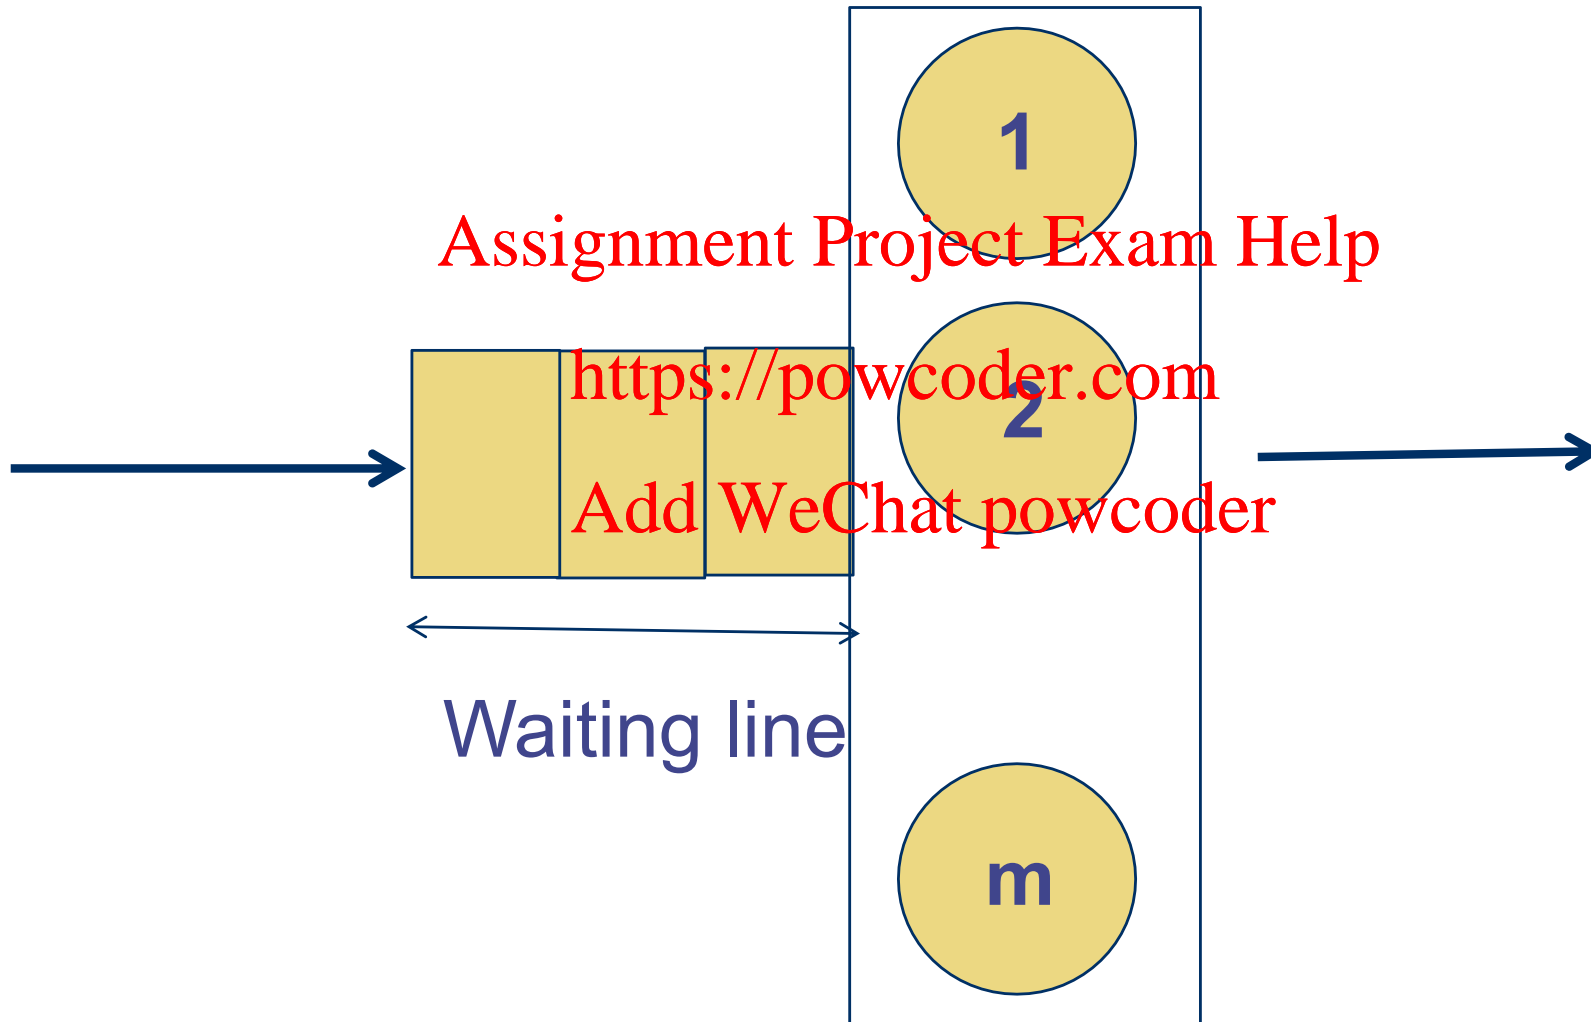 1
Assignment Project Exam Help
https://powcoder.com
2
Add WeChat powcoder
Waiting line
m